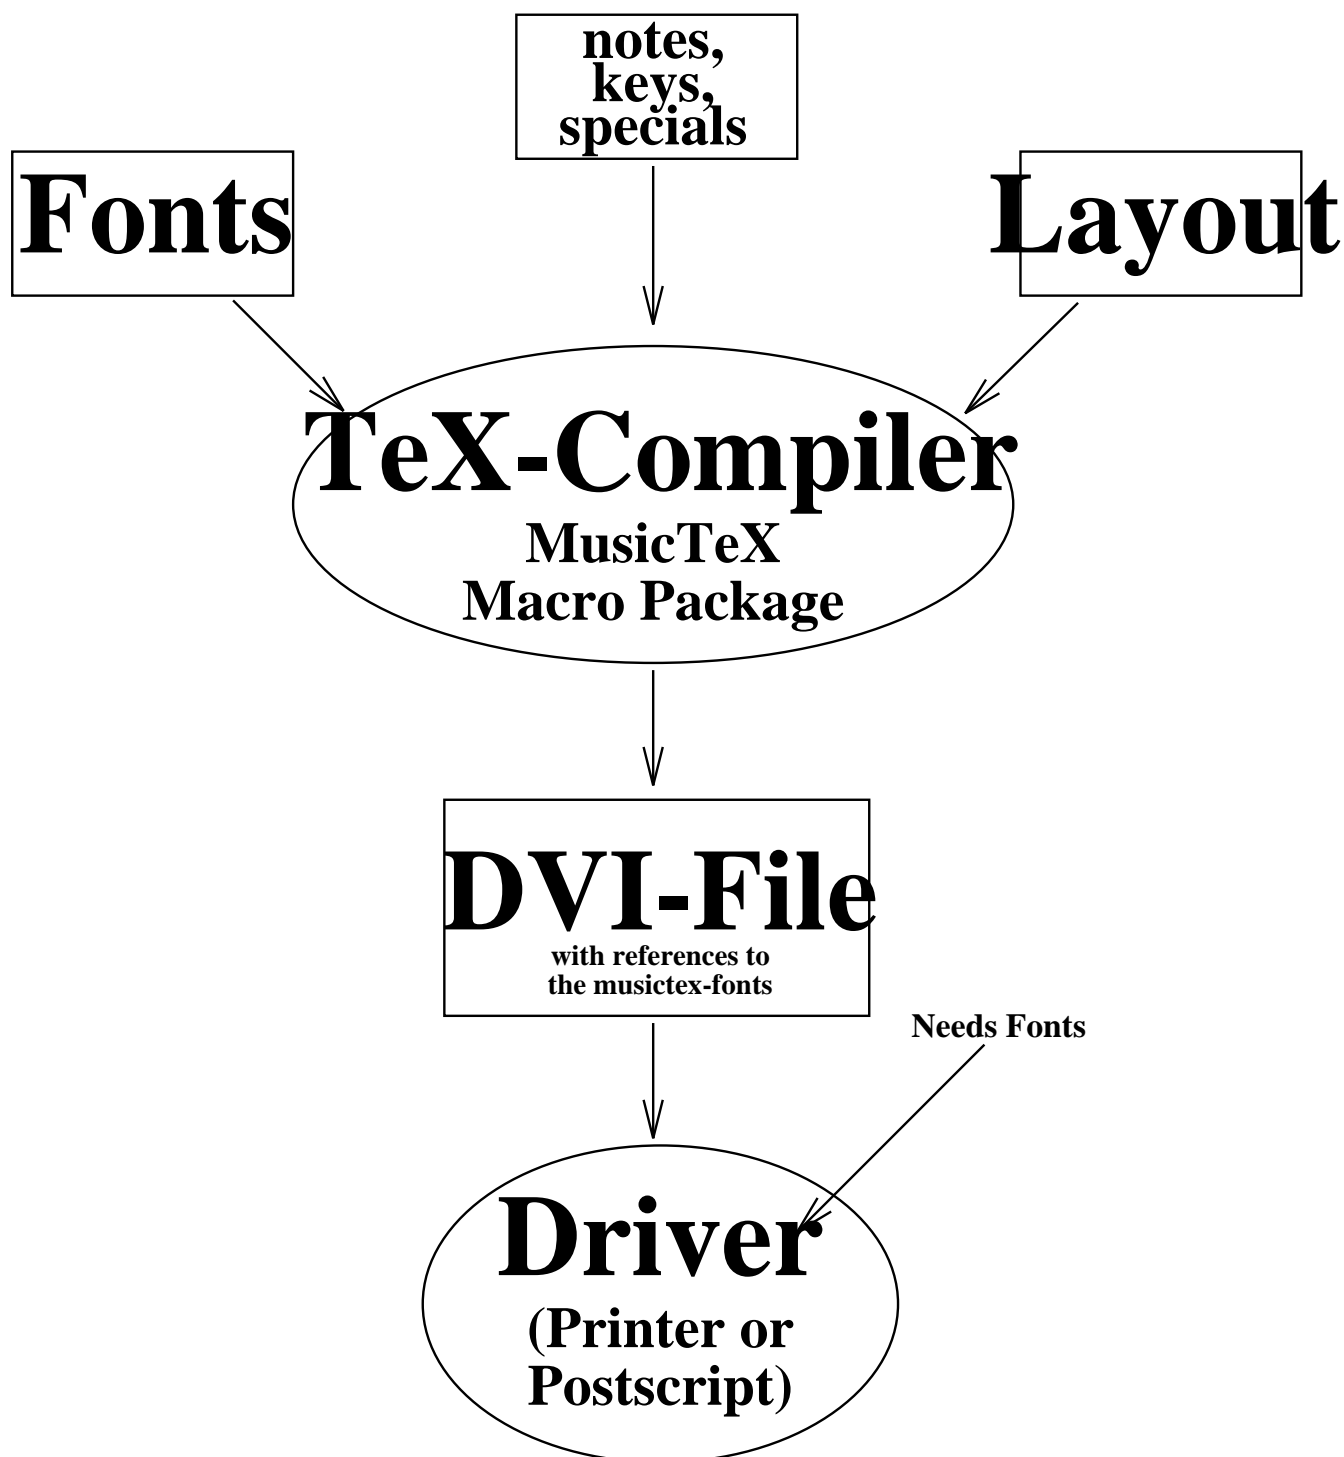 notes,
keys,
specials
Fonts
Layout
TeX-Compiler
MusicTeX
Macro Package
DVI-File
with references to
the musictex-fonts
Needs Fonts
Driver
(Printer or
Postscript)